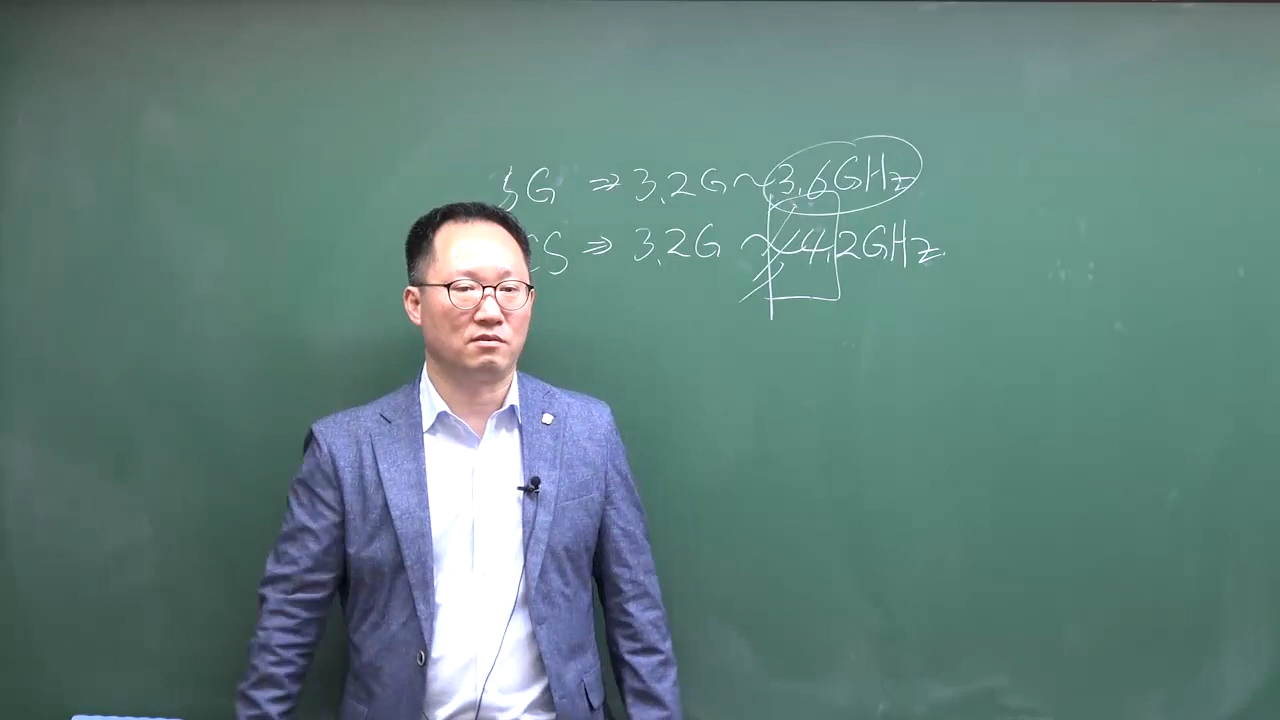 5G ⇒ 3.2G ~ 3.6GHz
CS ⇒ 3.2G ~ 4.2GHz